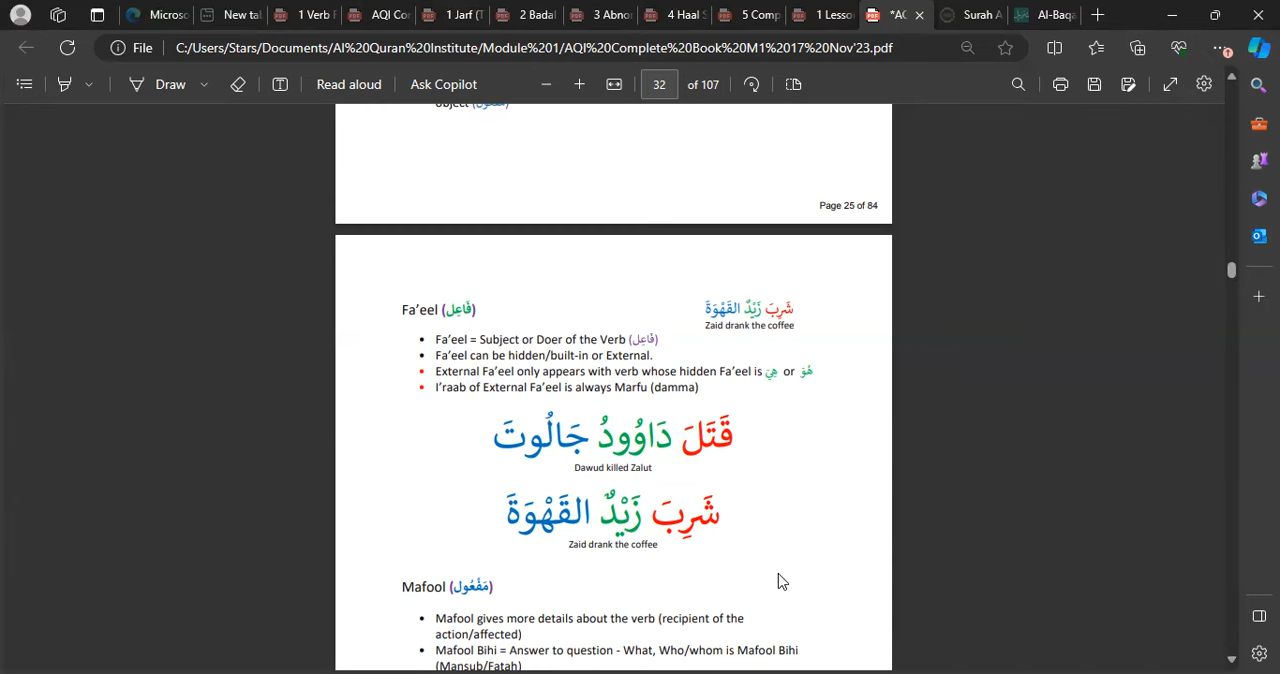 Microso
New tal
1 Verb F
AQI Cor
1 Jarf (T
2 Badal
3 Abnor
4 Haal S
5 Comp
1 Lesso
Surah A
Al-Baqa
File
C:/Users/Stars/Documents/Al%20Quran%20Institute/Module%201/AQI%20Complete%20Book%20M1%2017%20Nov'23.pdf
Draw
Read aloud
Ask Copilot
32
of 107
Page 25 of 84
Fa'eel (فَاعِل)
شَرِبَ زَيْدٌ القَهْوَةَ
Zaid drank the coffee
• Fa'eel = Subject or Doer of the Verb (فَاعِل)
• Fa'eel can be hidden/built-in or External.
• External Fa'eel only appears with verb whose hidden Fa'eel is هِيَ or هُوَ
• I'raab of External Fa'eel is always Marfu (damma)
قَتَلَ دَاوُودُ جَالُوتَ
Dawud killed Zalut
شَرِبَ زَيْدٌ القَهْوَةَ
Zaid drank the coffee
Mafool (مَفْعُول)
• Mafool gives more details about the verb (recipient of the
action/affected)
• Mafool Bihi = Answer to question - What, Who/whom is Mafool Bihi
(Mansub/Fatah)